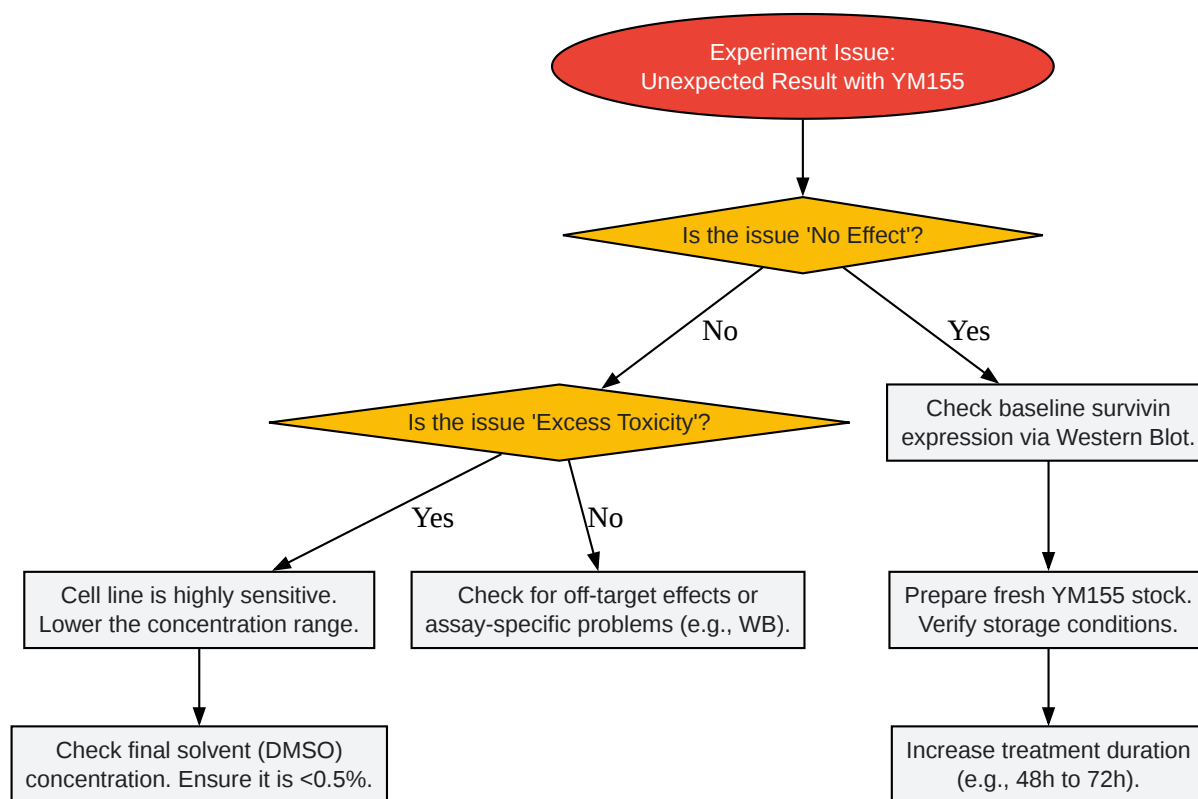 Experiment Issue:
Unexpected Result with YM155
Is the issue 'No Effect'?
No
Yes
Is the issue 'Excess Toxicity'?
Check baseline survivin
expression via Western Blot.
Yes
No
Cell line is highly sensitive.
Lower the concentration range.
Check for off-target effects or
assay-specific problems (e.g., WB).
Prepare fresh YM155 stock.
Verify storage conditions.
Check final solvent (DMSO)
concentration. Ensure it is <0.5%.
Increase treatment duration
(e.g., 48h to 72h).